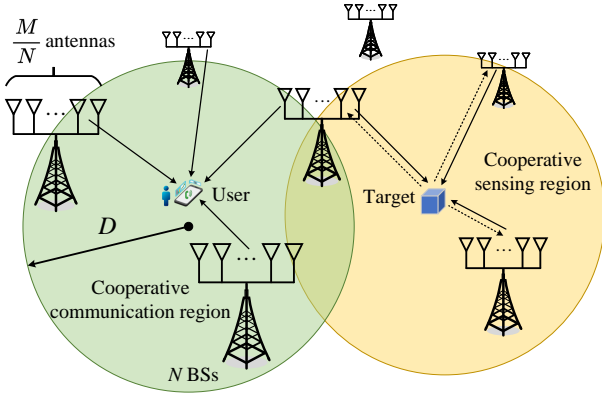 M/N antennas
User
Target
Cooperative
sensing region
D
Cooperative
communication region
N BSs